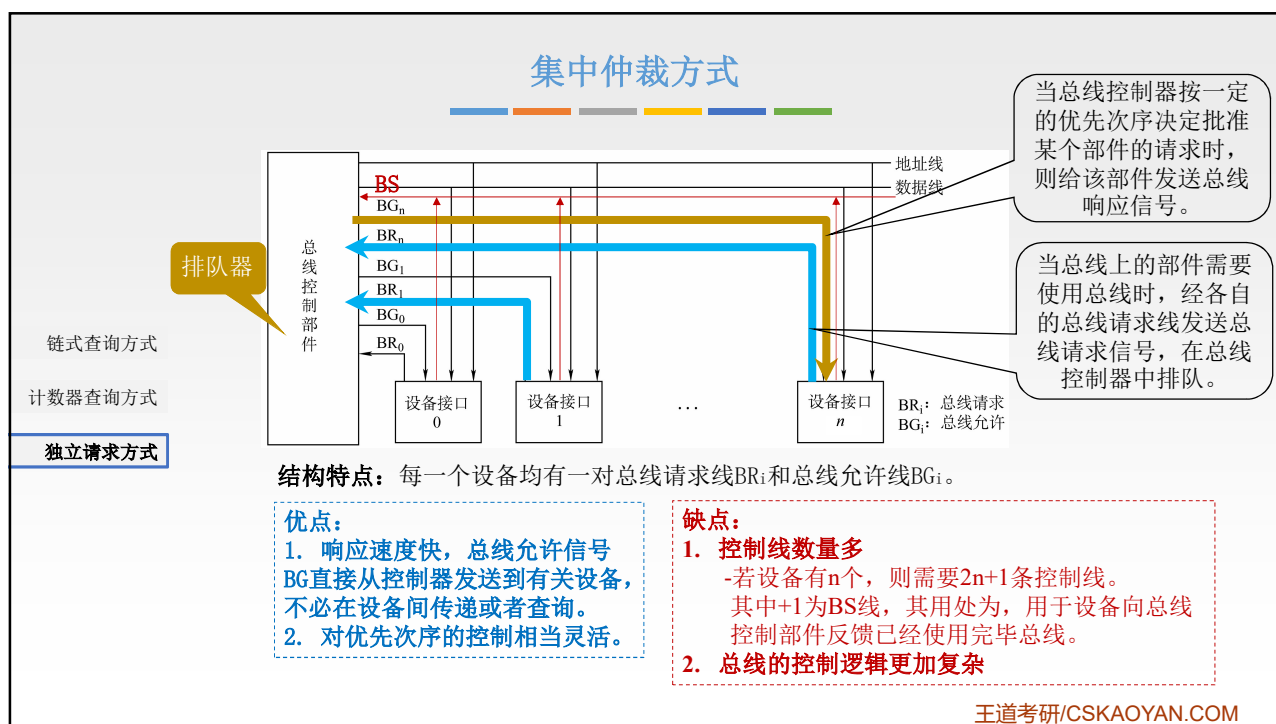 集中仲裁方式
当总线控制器按一定
的优先次序决定批准
某个部件的请求时，
则给该部件发送总线
响应信号。
地址线
数据线
BS
BGn
BRn
BG1
BR1
BG0
BR0
总
线
控
制
部
件
排队器
当总线上的部件需要
使用总线时，经各自
的总线请求线发送总
线请求信号，在总线
控制器中排队。
链式查询方式
计数器查询方式
独立请求方式
设备接口
0
设备接口
1
…
设备接口
n
BRi：总线请求
BGi：总线允许
结构特点：每一个设备均有一对总线请求线BRi和总线允许线BGi。
优点：
1. 响应速度快，总线允许信号
BG直接从控制器发送到有关设备，
不必在设备间传递或者查询。
2. 对优先次序的控制相当灵活。
缺点：
1. 控制线数量多
-若设备有n个，则需要2n+1条控制线。
其中+1为BS线，其用处为，用于设备向总线
控制部件反馈已经使用完毕总线。
2. 总线的控制逻辑更加复杂
王道考研/CSKAOYAN.COM